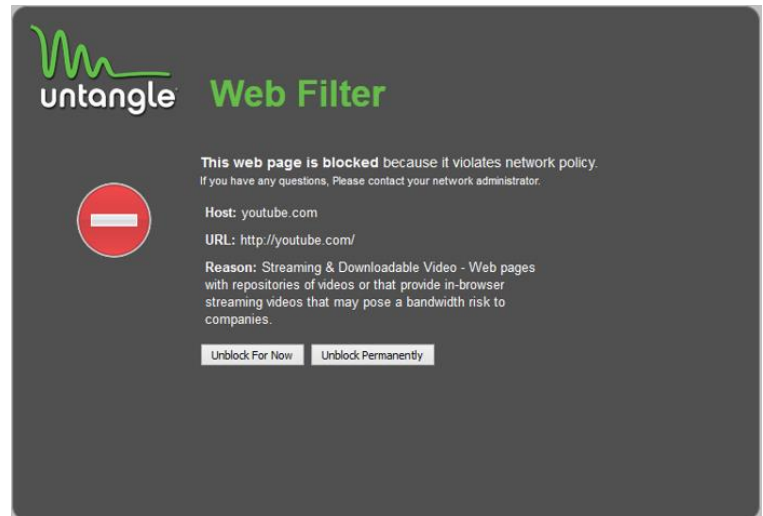 untangle
Web Filter
This web page is blocked because it violates network policy.
If you have any questions, Please contact your network administrator.
Host: youtube.com
URL: http://youtube.com/
Reason: Streaming & Downloadable Video - Web pages
with repositories of videos or that provide in-browser
streaming videos that may pose a bandwidth risk to
companies.
Unblock For Now Unblock Permanently